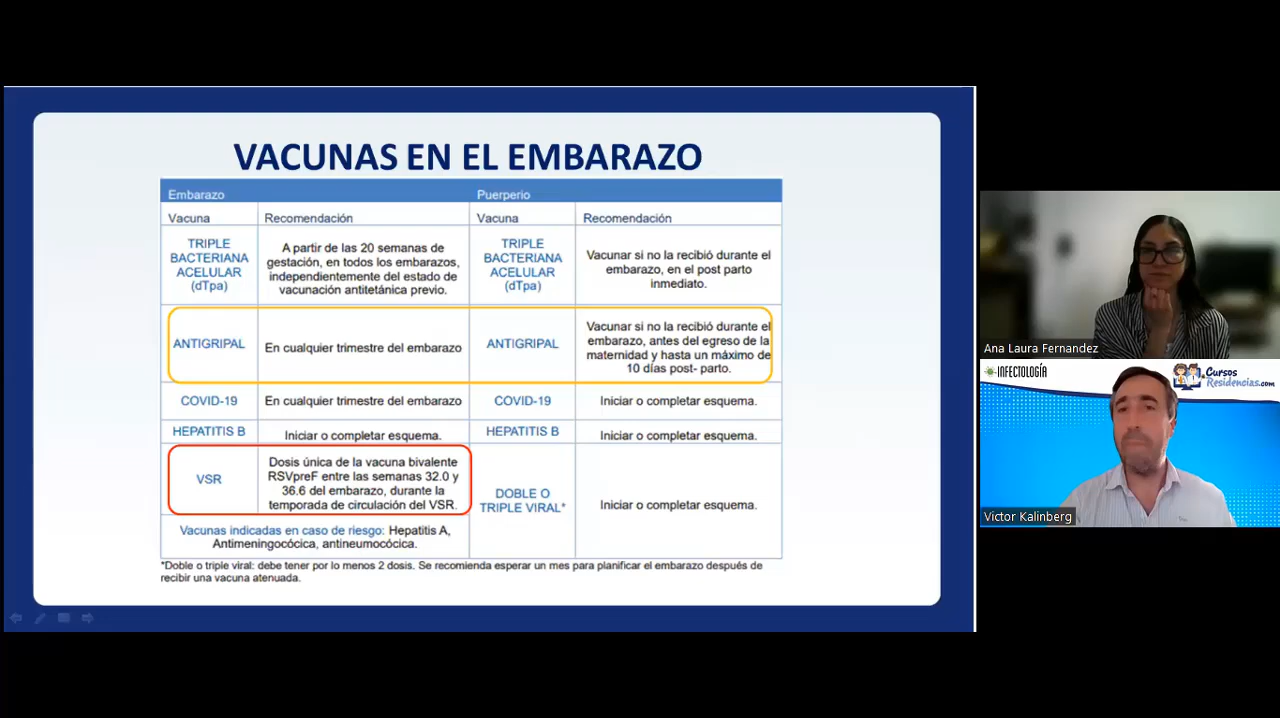 VACUNAS EN EL EMBARAZO
Embarazo
Puerperio
Vacuna
Recomendación
Vacuna
Recomendación
TRIPLE
BACTERIANA
ACELULAR
(dTpa)
A partir de las 20 semanas de
gestación, en todos los embarazos,
independientemente del estado de
vacunación antitetánica previo.
TRIPLE
BACTERIANA
ACELULAR
(dTpa)
Vacunar si no la recibió durante el
embarazo, en el post parto
inmediato.
ANTIGRIPAL
En cualquier trimestre del embarazo
ANTIGRIPAL
Vacunar si no la recibió durante el
embarazo, antes del egreso de la
maternidad y hasta un máximo de
10 días post- parto.
COVID-19
En cualquier trimestre del embarazo
COVID-19
Iniciar o completar esquema.
HEPATITIS B
Iniciar o completar esquema.
HEPATITIS B
Iniciar o completar esquema.
VSR
Dosis única de la vacuna bivalente
RSVpreF entre las semanas 32.0 y
36.6 del embarazo, durante la
temporada de circulación del VSR.
DOBLE O
TRIPLE VIRAL*
Iniciar o completar esquema.
Vacunas indicadas en caso de riesgo: Hepatitis A,
Antimeningocócica, antineumocócica.
*Doble o triple viral: debe tener por lo menos 2 dosis. Se recomienda esperar un mes para planificar el embarazo después de
recibir una vacuna atenuada.
Ana Laura Fernandez
INFECTOLOGÍA
Cursos
Residencias.com
Victor Kalinberg